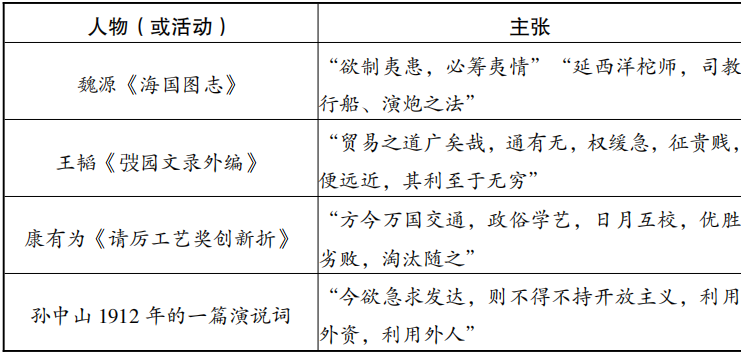 人物（或活动） 主张
魏源《海国图志》 “欲制夷患，必筹夷情” “延西洋柁师，司教
行船、演炮之法”
王韬《弢园文录外编》 “贸易之道广矣哉，通有无，权缓急，征贵贱，
便远近，其利至于无穷”
康有为《请厉工艺奖创新折》 “方今万国交通，政俗学艺，日月互校，优胜
劣败，淘汰随之”
孙中山 1912 年的一篇演说词 “今欲急求发达，则不得不持开放主义，利用
外资，利用外人”